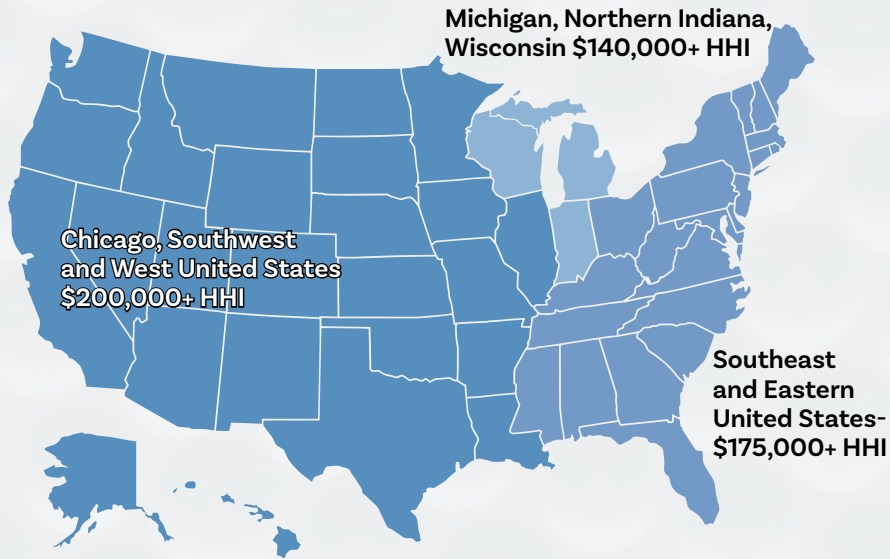 Michigan, Northern Indiana,
Wisconsin $140,000+ HHI
Chicago, Southwest
and West United States
$200,000+ HHI
Southeast
and Eastern
United States-
$175,000+ HHI